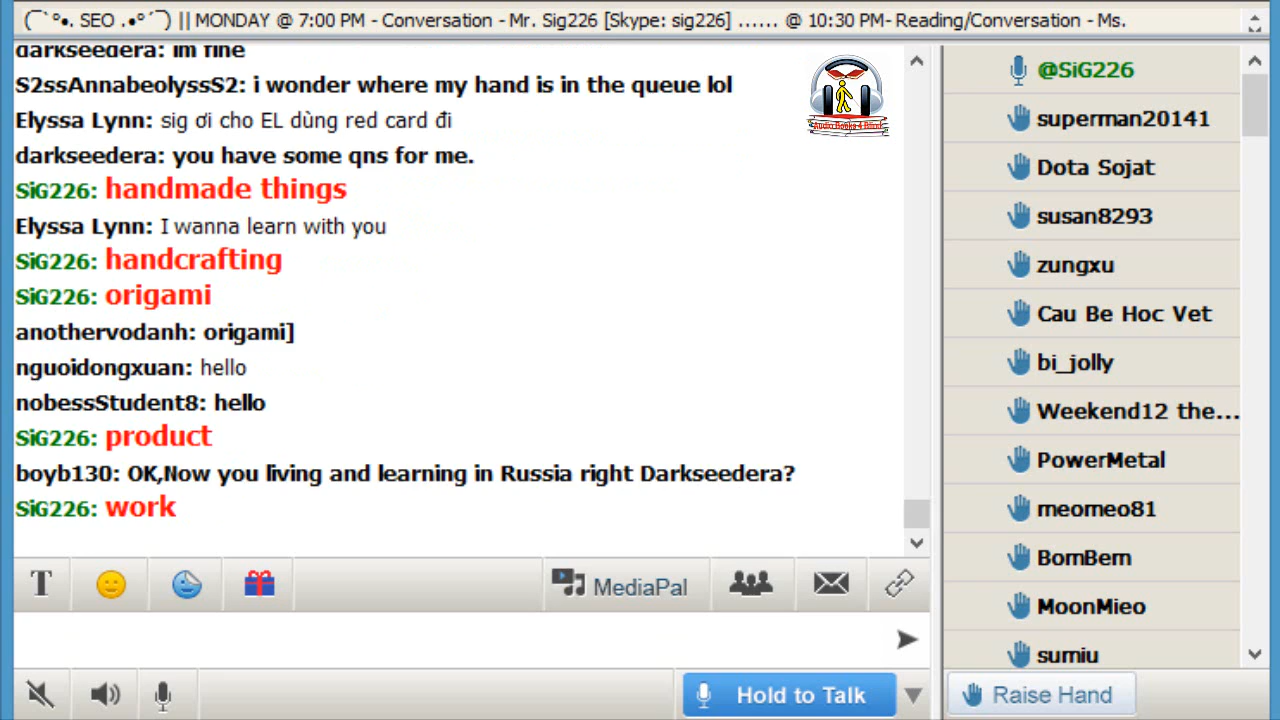 (¯`°•. SEO .•°´¯) || MONDAY @ 7:00 PM - Conversation - Mr. Sig226 [Skype: sig226] ...... @ 10:30 PM- Reading/Conversation - Ms.
darkseedera: im fine
S2ssAnnabeolyssS2: i wonder where my hand is in the queue lol
Elyssa Lynn: sig ơi cho EL dùng red card đi
darkseedera: you have some qns for me.
SiG226: handmade things
Elyssa Lynn: I wanna learn with you
SiG226: handcrafting
SiG226: origami
anothervodanh: origami]
nguoidongxuan: hello
nobessStudent8: hello
SiG226: product
boyb130: OK,Now you living and learning in Russia right Darkseedera?
SiG226: work
Audio Books 4 Blind
MediaPal
Hold to Talk
@SiG226
superman20141
Dota Sojat
susan8293
zungxu
Cau Be Hoc Vet
bi_jolly
Weekend12 the...
PowerMetal
meomeo81
BornBern
MoonMieo
sumiu
Raise Hand